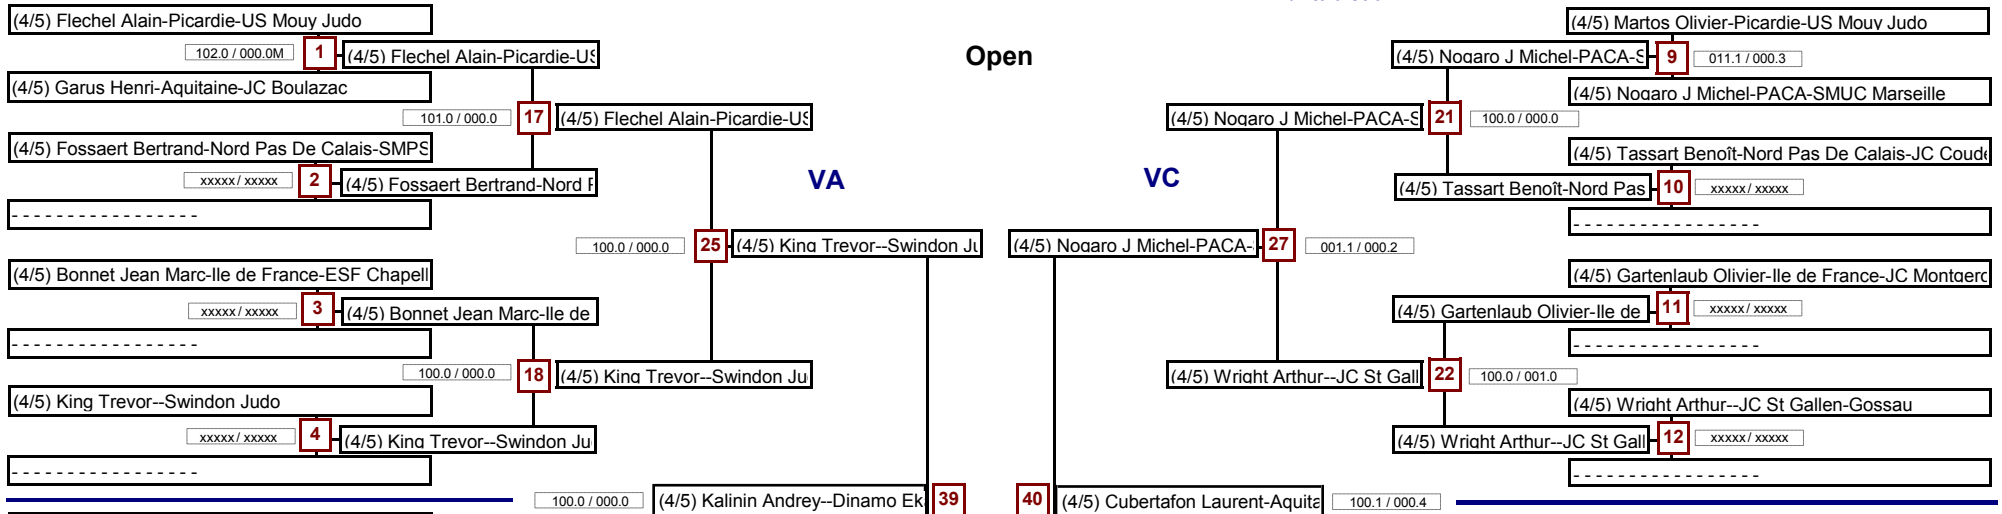 (4/5) Flechel Alain-Picardie-US Mouy Judo
102.0 / 000.0M
1
(4/5) Flechel Alain-Picardie-US
(4/5) Garus Henri-Aquitaine-JC Boulazac
101.0 / 000.0
17
(4/5) Flechel Alain-Picardie-US
(4/5) Fossaert Bertrand-Nord Pas De Calais-SMPS
xxxxx / xxxxx
2
(4/5) Fossaert Bertrand-Nord
- - - - - - - - - - - - - - - - -
VA
100.0 / 000.0
25
(4/5) King Trevor--Swindon Ju
(4/5) Bonnet Jean Marc-Ile de France-ESF Chapell
xxxxx / xxxxx
3
(4/5) Bonnet Jean Marc-Ile de
- - - - - - - - - - - - - - - - -
100.0 / 000.0
18
(4/5) King Trevor--Swindon Ju
(4/5) King Trevor--Swindon Judo
xxxxx / xxxxx
4
(4/5) King Trevor--Swindon Ju
- - - - - - - - - - - - - - - - -
100.0 / 000.0
(4/5) Kalinin Andrey--Dinamo Ek
39
Open
(4/5) Martos Olivier-Picardie-US Mouy Judo
(4/5) Nogaro J Michel-PACA-S
9
011.1 / 000.3
(4/5) Nogaro J Michel-PACA-SMUC Marseille
(4/5) Nogaro J Michel-PACA-S
21
100.0 / 000.0
(4/5) Tassart Benoît-Nord Pas De Calais-JC Coude
(4/5) Tassart Benoît-Nord Pas
10
xxxxx / xxxxx
- - - - - - - - - - - - - - - - -
VC
(4/5) Nogaro J Michel-PACA-
27
001.1 / 000.2
(4/5) Gartenlaub Olivier-Ile de France-JC Montgerc
(4/5) Gartenlaub Olivier-Ile de
11
xxxxx / xxxxx
- - - - - - - - - - - - - - - - -
(4/5) Wright Arthur--JC St Gall
22
100.0 / 001.0
(4/5) Wright Arthur--JC St Gallen-Gossau
(4/5) Wright Arthur--JC St Gall
12
xxxxx / xxxxx
- - - - - - - - - - - - - - - - -
40
(4/5) Cubertafon Laurent-Aquita
100.1 / 000.4